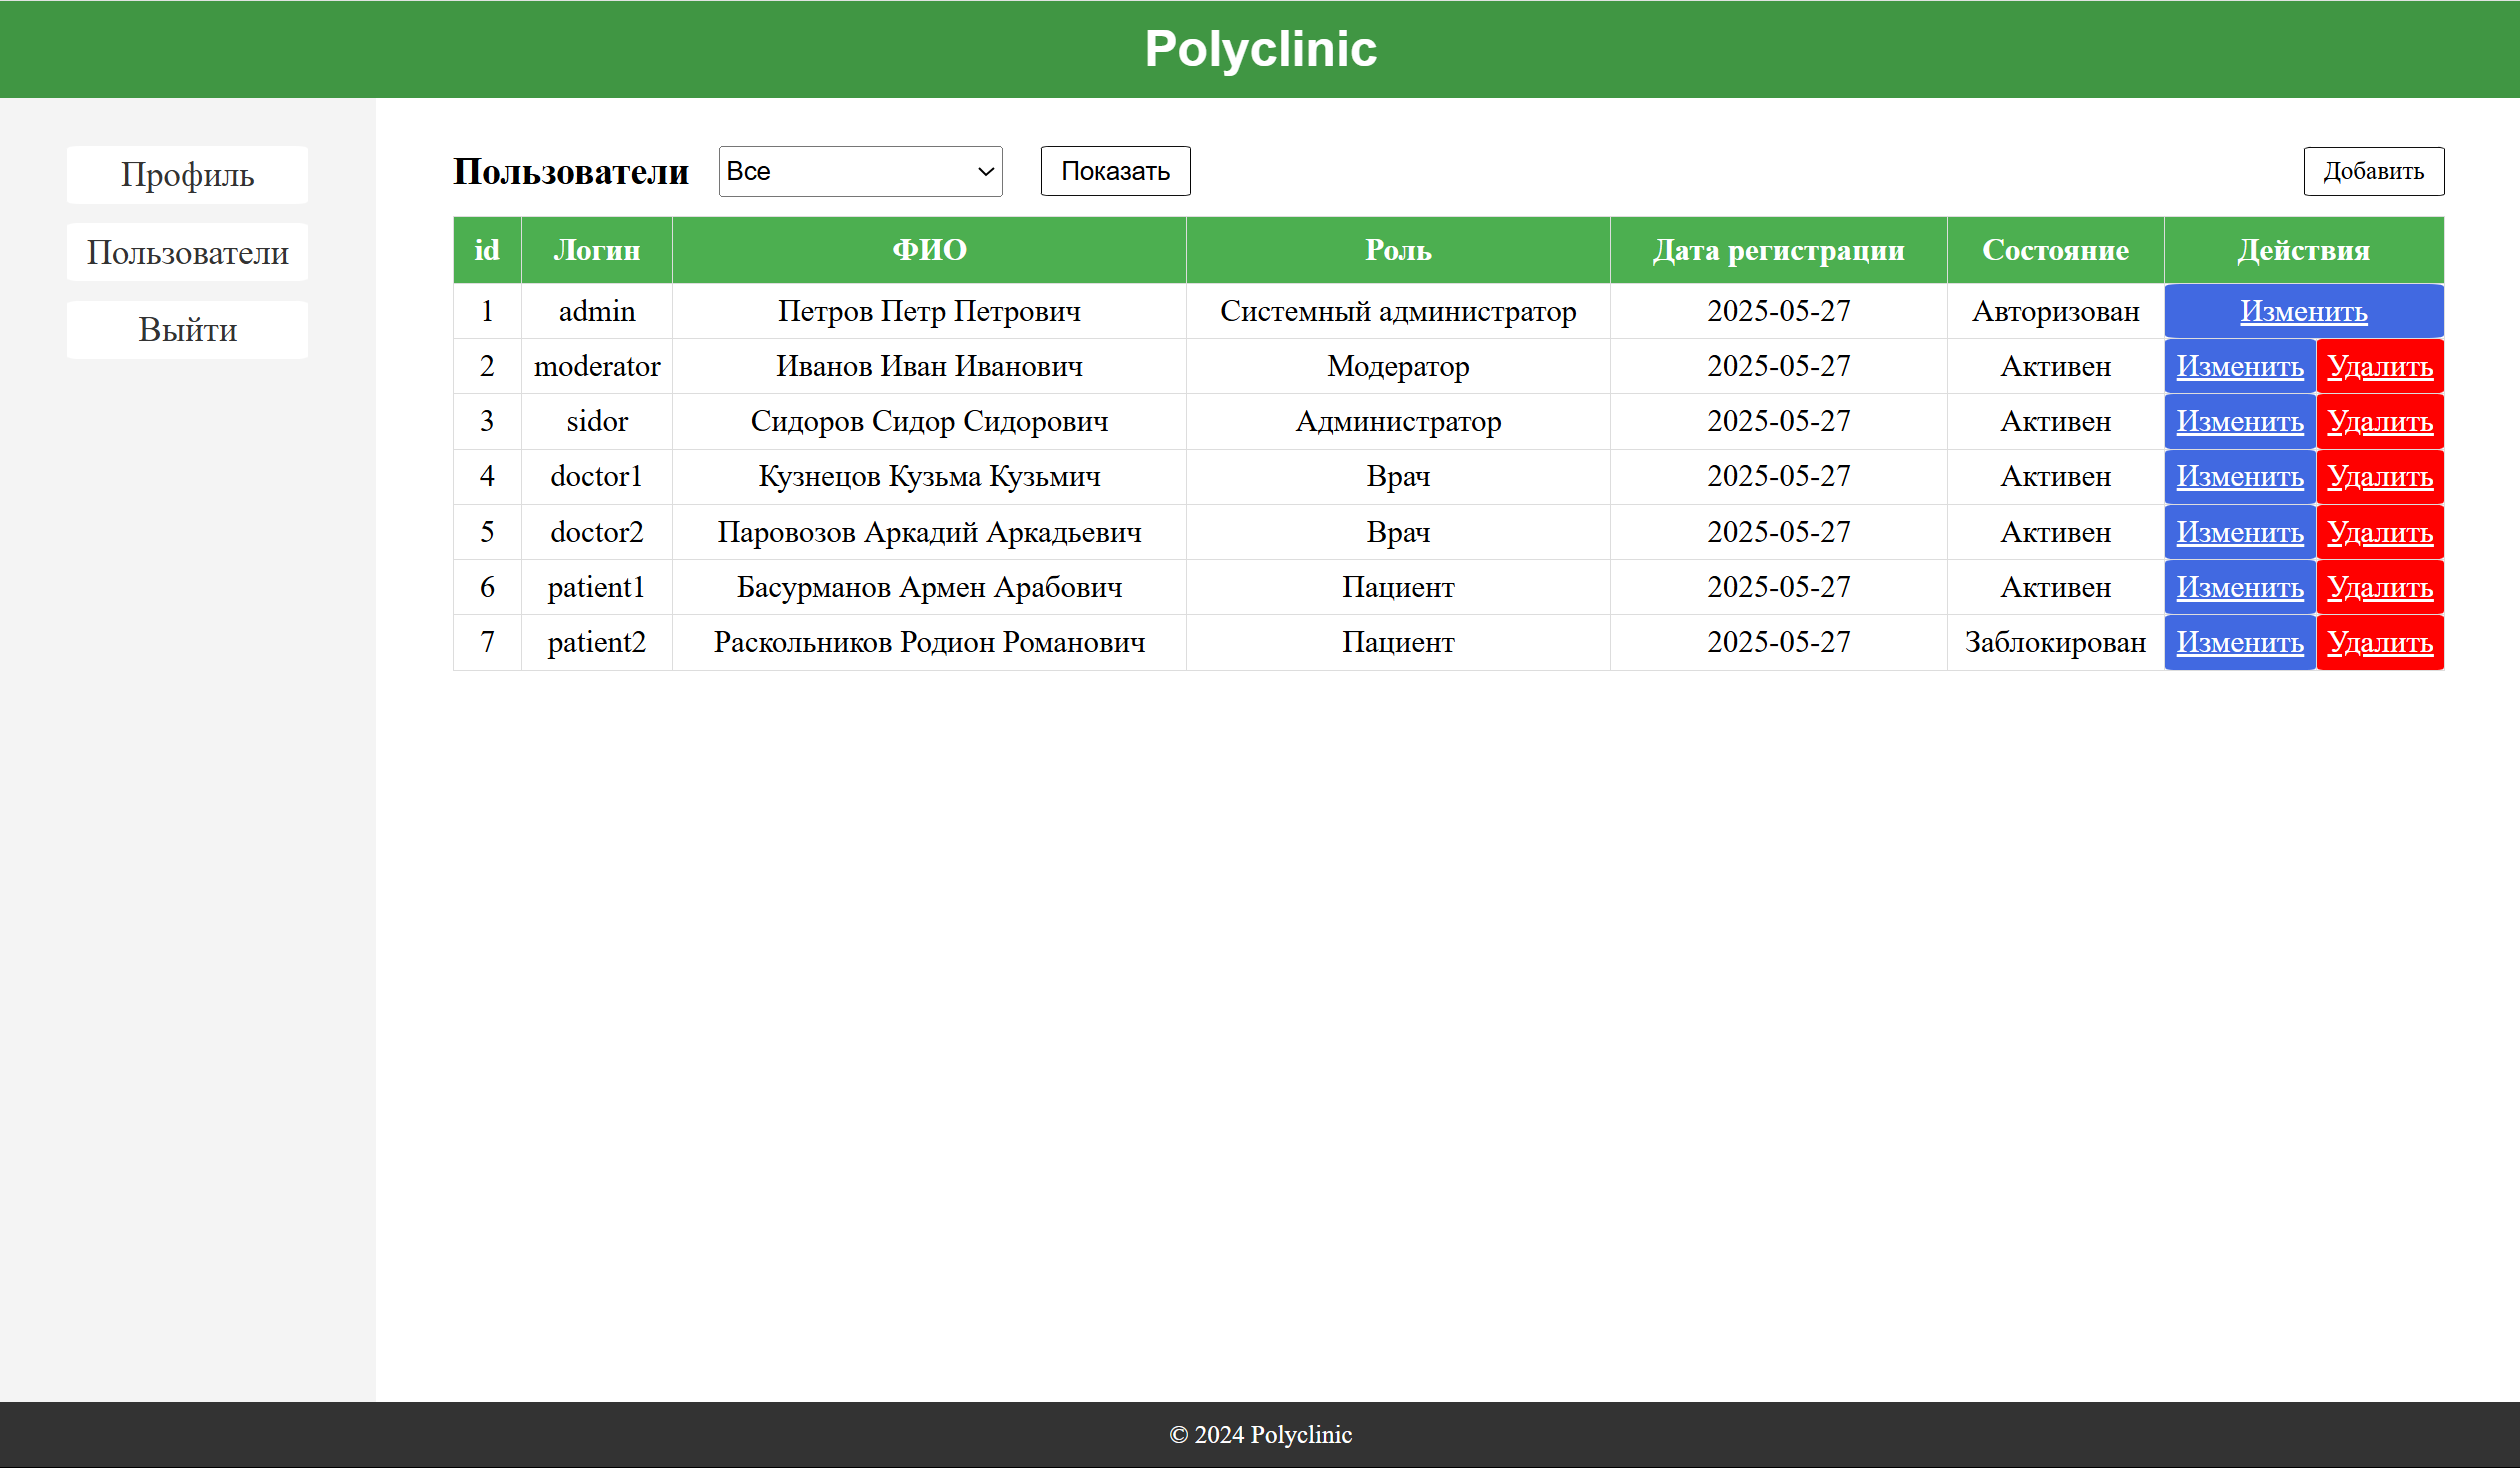 Polyclinic
Профиль
Пользователи
Выйти
Пользователи Все Показать Добавить
id Логин ФИО Роль Дата регистрации Состояние Действия
1 admin Петров Петр Петрович Системный администратор 2025-05-27 Авторизован Изменить
2 moderator Иванов Иван Иванович Модератор 2025-05-27 Активен Изменить Удалить
3 sidor Сидоров Сидор Сидорович Администратор 2025-05-27 Активен Изменить Удалить
4 doctor1 Кузнецов Кузьма Кузьмич Врач 2025-05-27 Активен Изменить Удалить
5 doctor2 Паровозов Аркадий Аркадьевич Врач 2025-05-27 Активен Изменить Удалить
6 patient1 Басурманов Армен Арабович Пациент 2025-05-27 Активен Изменить Удалить
7 patient2 Раскольников Родион Романович Пациент 2025-05-27 Заблокирован Изменить Удалить
© 2024 Polyclinic